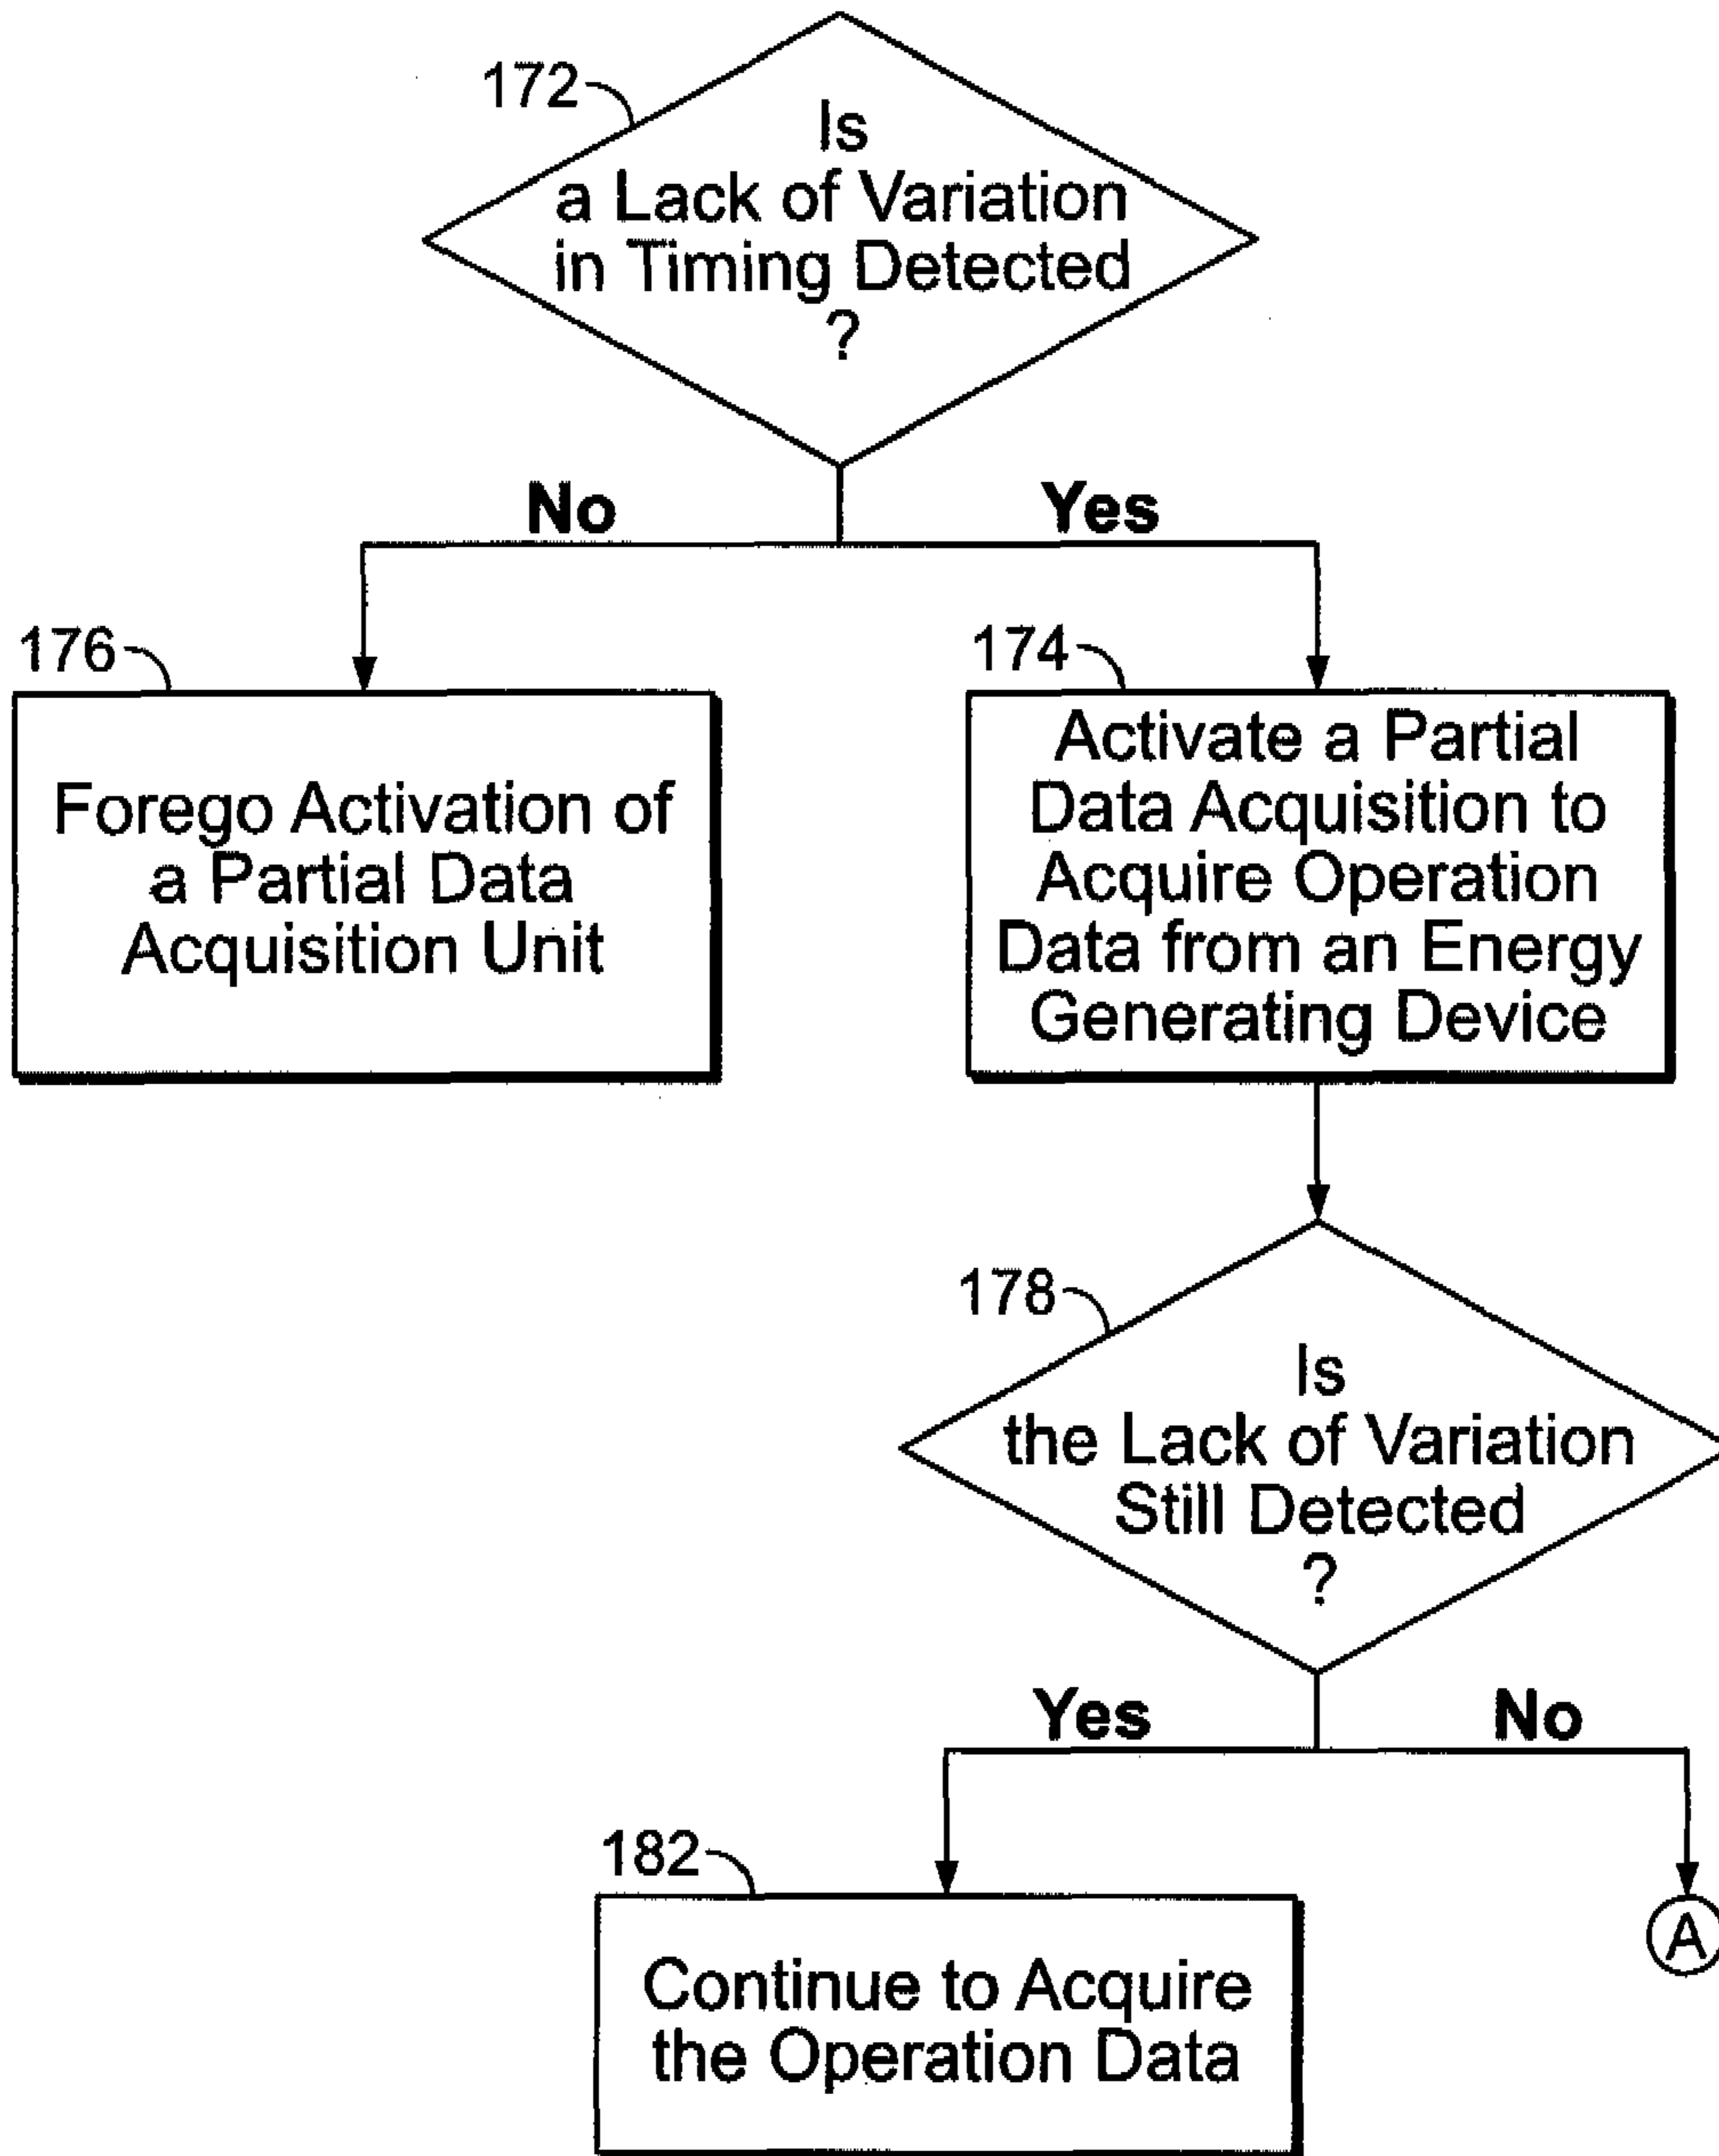 172
Is
a Lack of Variation
in Timing Detected
?
No
Yes
176
Forego Activation of
a Partial Data
Acquisition Unit
174
Activate a Partial
Data Acquisition to
Acquire Operation
Data from an Energy
Generating Device
178
Is
the Lack of Variation
Still Detected
?
Yes
No
182
Continue to Acquire
the Operation Data
A